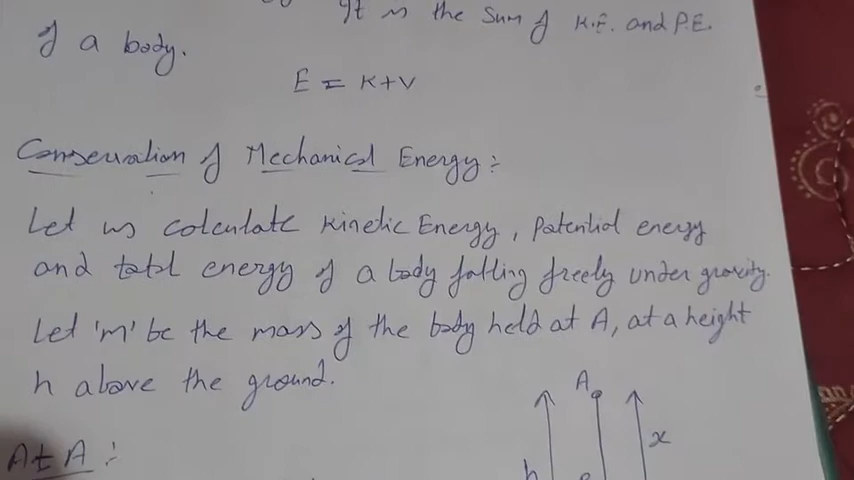 It is the Sum of K.E. and P.E.
of a body.
E = K+V
Conservation of Mechanical Energy:-
Let us calculate Kinetic Energy, Potential energy
and total energy of a body falling freely under gravity.
Let 'm' be the mass of the body held at A, at a height
h above the ground.
A
At A :-
x
h